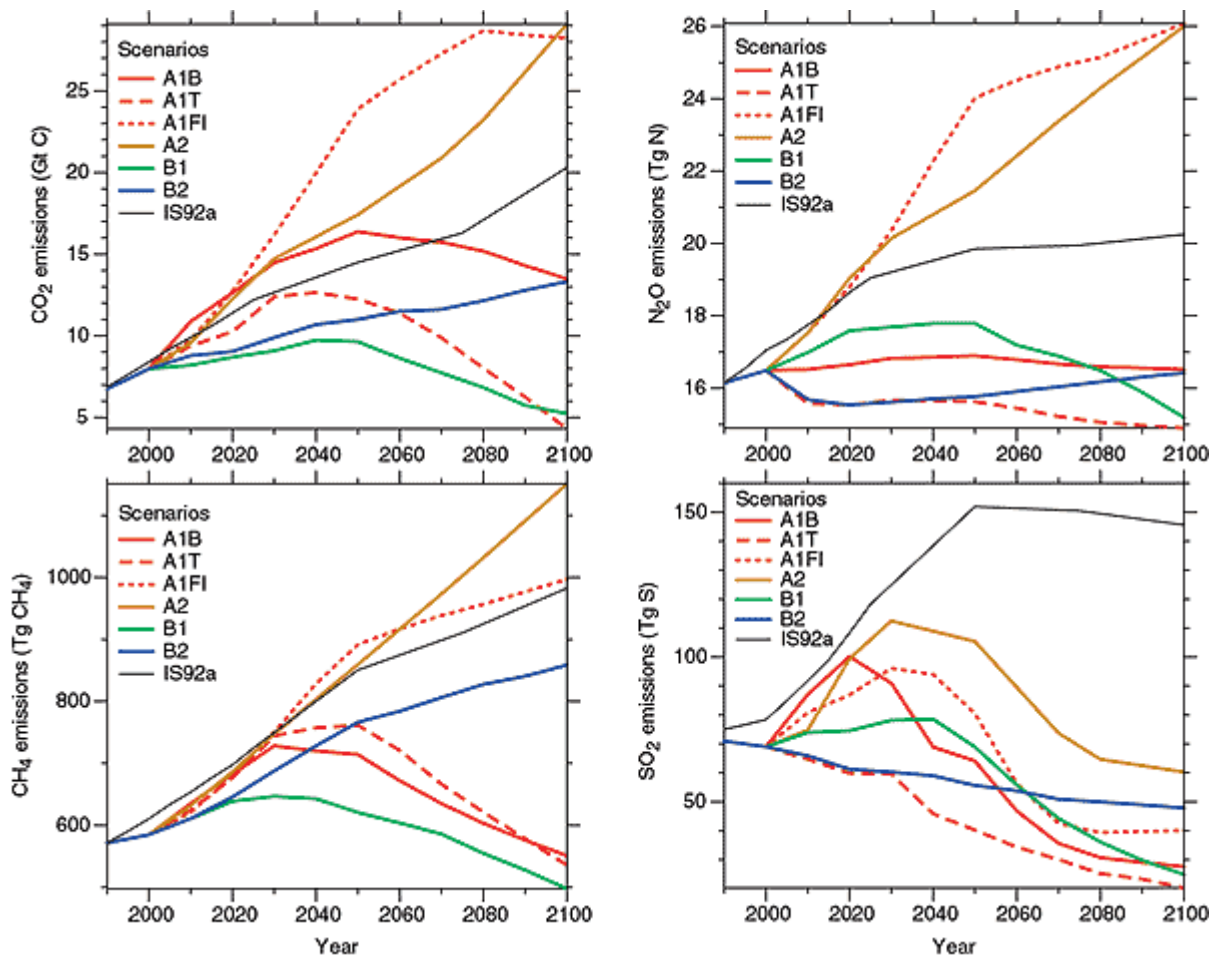 Scenarios
A1B
A1T
A1FI
A2
B1
B2
IS92a
CO2 emissions (Gt C)
25
20
15
10
5
2000 2020 2040 2060 2080 2100
Scenarios
A1B
A1T
A1FI
A2
B1
B2
IS92a
N2O emissions (Tg N)
26
24
22
20
18
16
2000 2020 2040 2060 2080 2100
Scenarios
A1B
A1T
A1FI
A2
B1
B2
IS92a
CH4 emissions (Tg CH4)
1000
800
600
2000 2020 2040 2060 2080 2100
Year
Scenarios
A1B
A1T
A1FI
A2
B1
B2
IS92a
SO2 emissions (Tg S)
150
100
50
2000 2020 2040 2060 2080 2100
Year